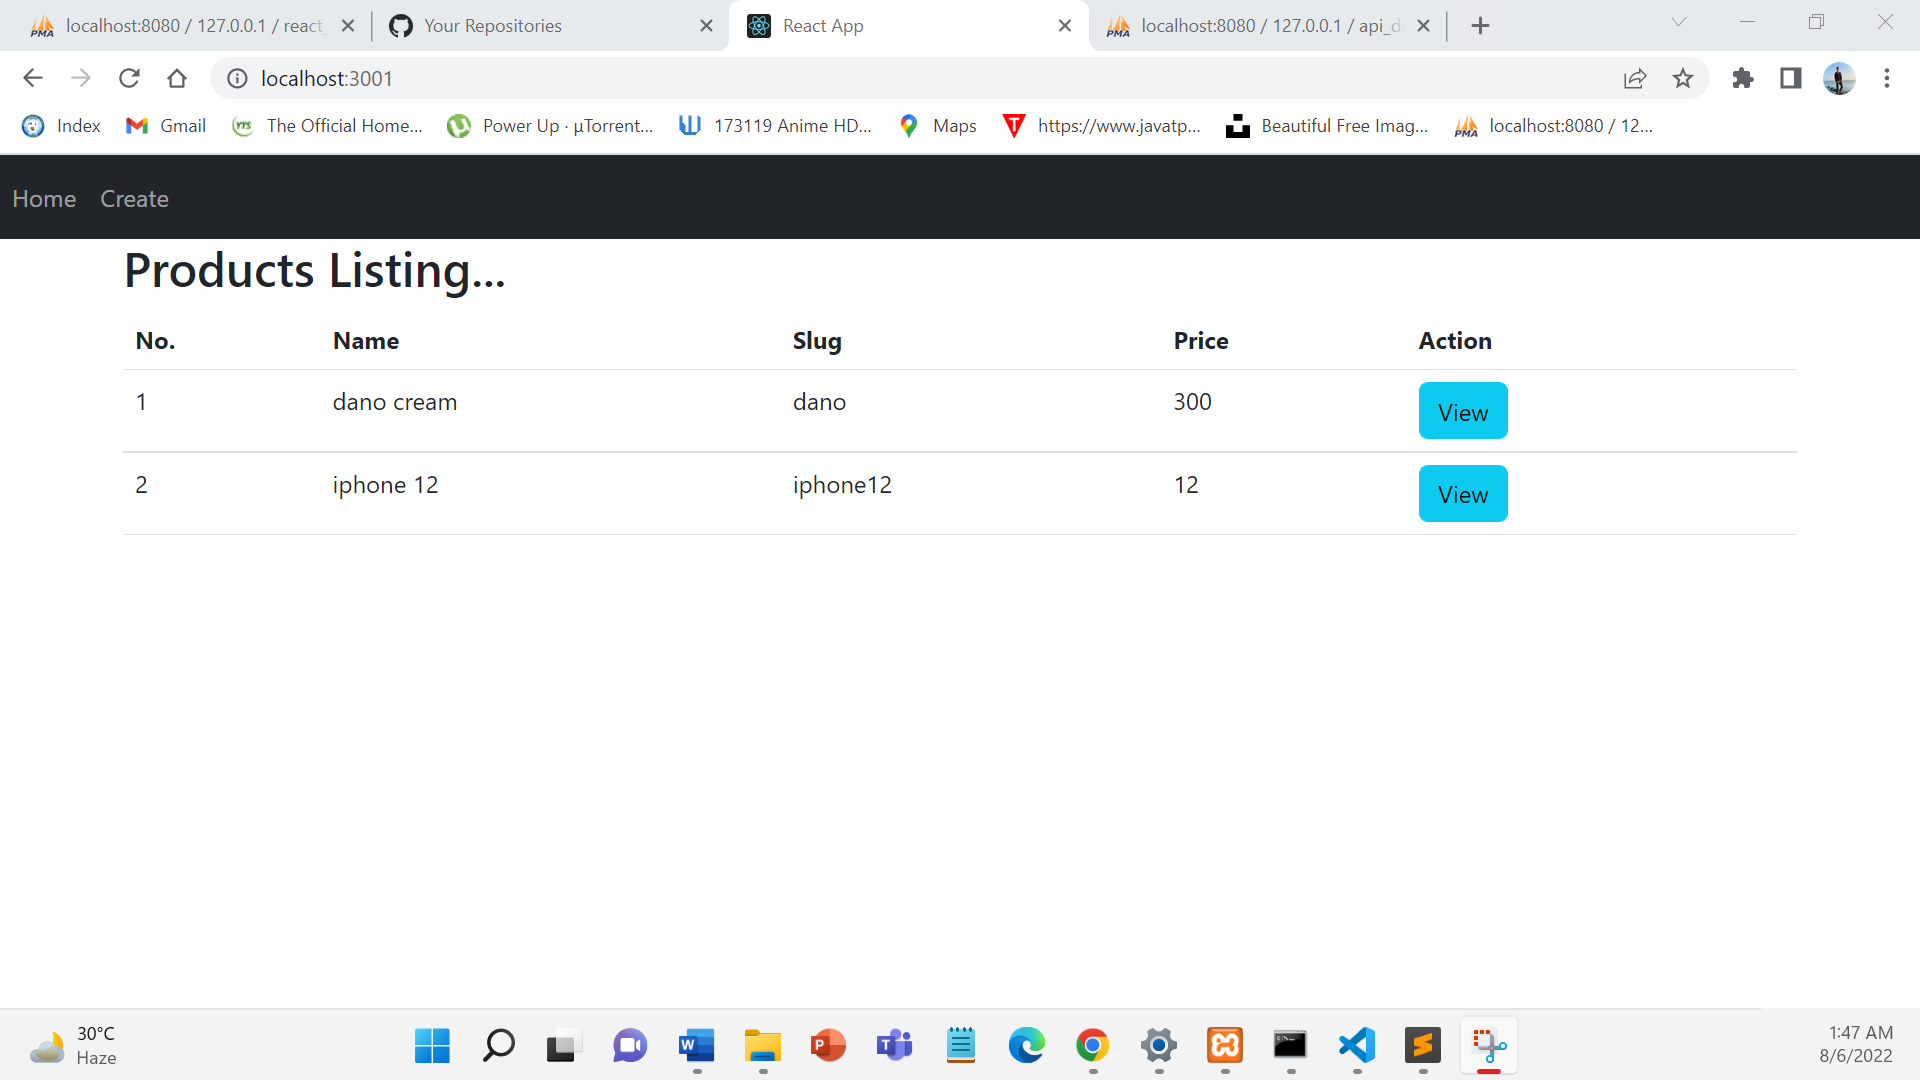 localhost:8080 / 127.0.0.1 / react_
Your Repositories
React App
localhost:8080 / 127.0.0.1 / api_de
localhost:3001
Index
Gmail
The Official Home...
Power Up · µTorrent...
173119 Anime HD...
Maps
https://www.javatp...
Beautiful Free Imag...
localhost:8080 / 12...
Home Create
Products Listing...
No. Name Slug Price Action
1 dano cream dano 300 View
2 iphone 12 iphone12 12 View
30°C
Haze
1:47 AM
8/6/2022